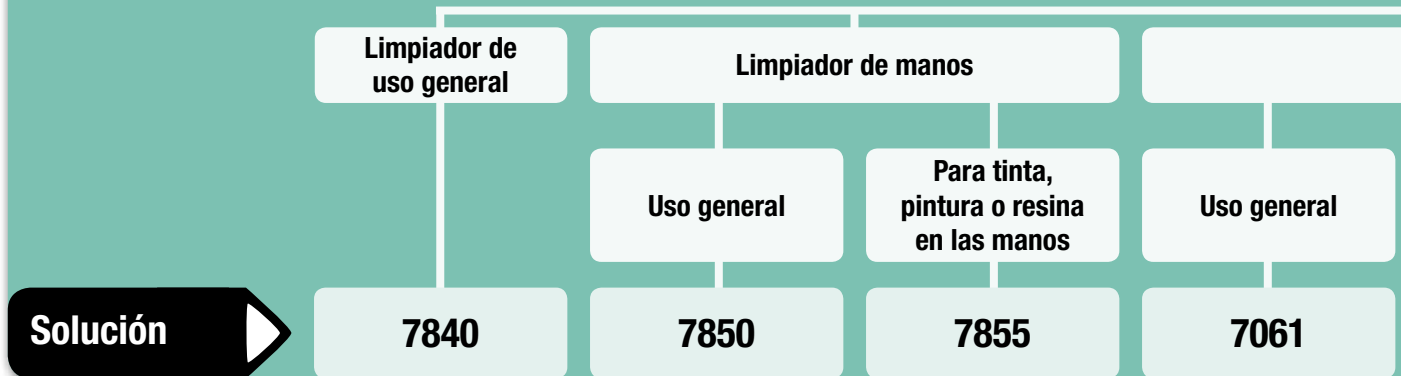 Limpiador de
uso general
Limpiador de manos
Uso general
Para tinta,
pintura o resina
en las manos
Uso general
Solución
7840
7850
7855
7061